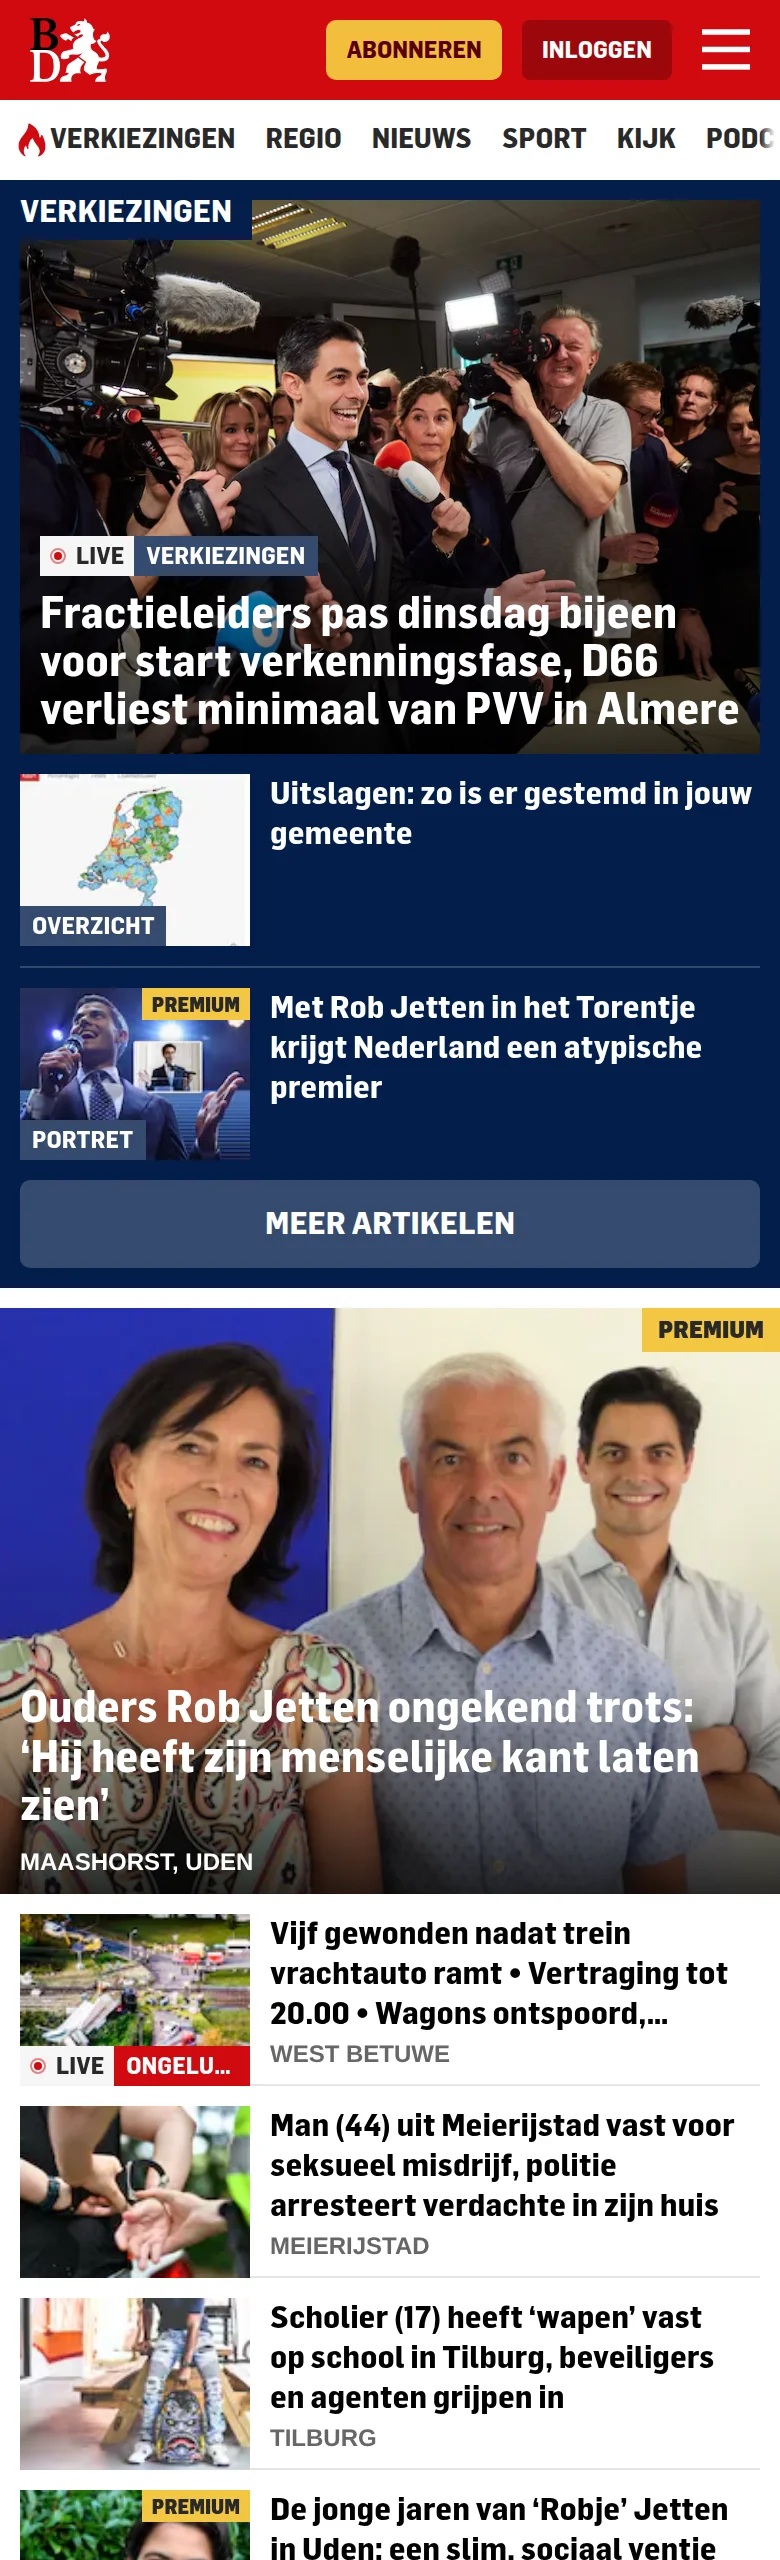 BD
ABONNEREN
INLOGGEN
VERKIEZINGEN
REGIO
NIEUWS
SPORT
KIJK
PODC
VERKIEZINGEN
LIVE
VERKIEZINGEN
Fractieleiders pas dinsdag bijeen
voor start verkenningsfase, D66
verliest minimaal van PVV in Almere
OVERZICHT
Uitslagen: zo is er gestemd in jouw
gemeente
PREMIUM
PORTRET
Met Rob Jetten in het Torentje
krijgt Nederland een atypische
premier
MEER ARTIKELEN
PREMIUM
Ouders Rob Jetten ongekend trots:
‘Hij heeft zijn menselijke kant laten
zien’
MAASHORST, UDEN
LIVE
ONGELU...
Vijf gewonden nadat trein
vrachtauto ramt • Vertraging tot
20.00 • Wagons ontspoord,...
WEST BETUWE
Man (44) uit Meierijstad vast voor
seksueel misdrijf, politie
arresteert verdachte in zijn huis
MEIERIJSTAD
Scholier (17) heeft ‘wapen’ vast
op school in Tilburg, beveiligers
en agenten grijpen in
TILBURG
PREMIUM
De jonge jaren van ‘Robje’ Jetten
in Uden: een slim, sociaal ventje